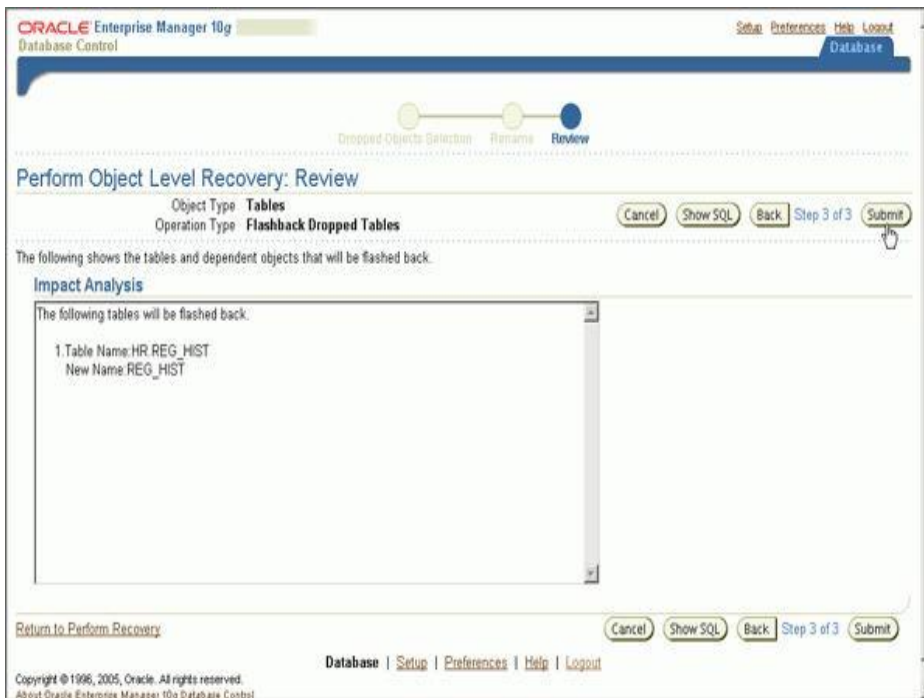 ORACLE Enterprise Manager 10g
Database Control
Setup Preferences Help Logout
Database
Dropped Objects Selection Rename Review
Perform Object Level Recovery: Review
Object Type Tables
Operation Type Flashback Dropped Tables
Cancel Show SQL Back Step 3 of 3 Submit
The following shows the tables and dependent objects that will be flashed back.
Impact Analysis
The following tables will be flashed back.
1.Table Name:HR.REG_HIST
New Name:REG_HIST
Return to Perform Recovery
Cancel Show SQL Back Step 3 of 3 Submit
Database | Setup | Preferences | Help | Logout
Copyright © 1996, 2005, Oracle. All rights reserved.
About Oracle Enterprise Manager 10g Database Control